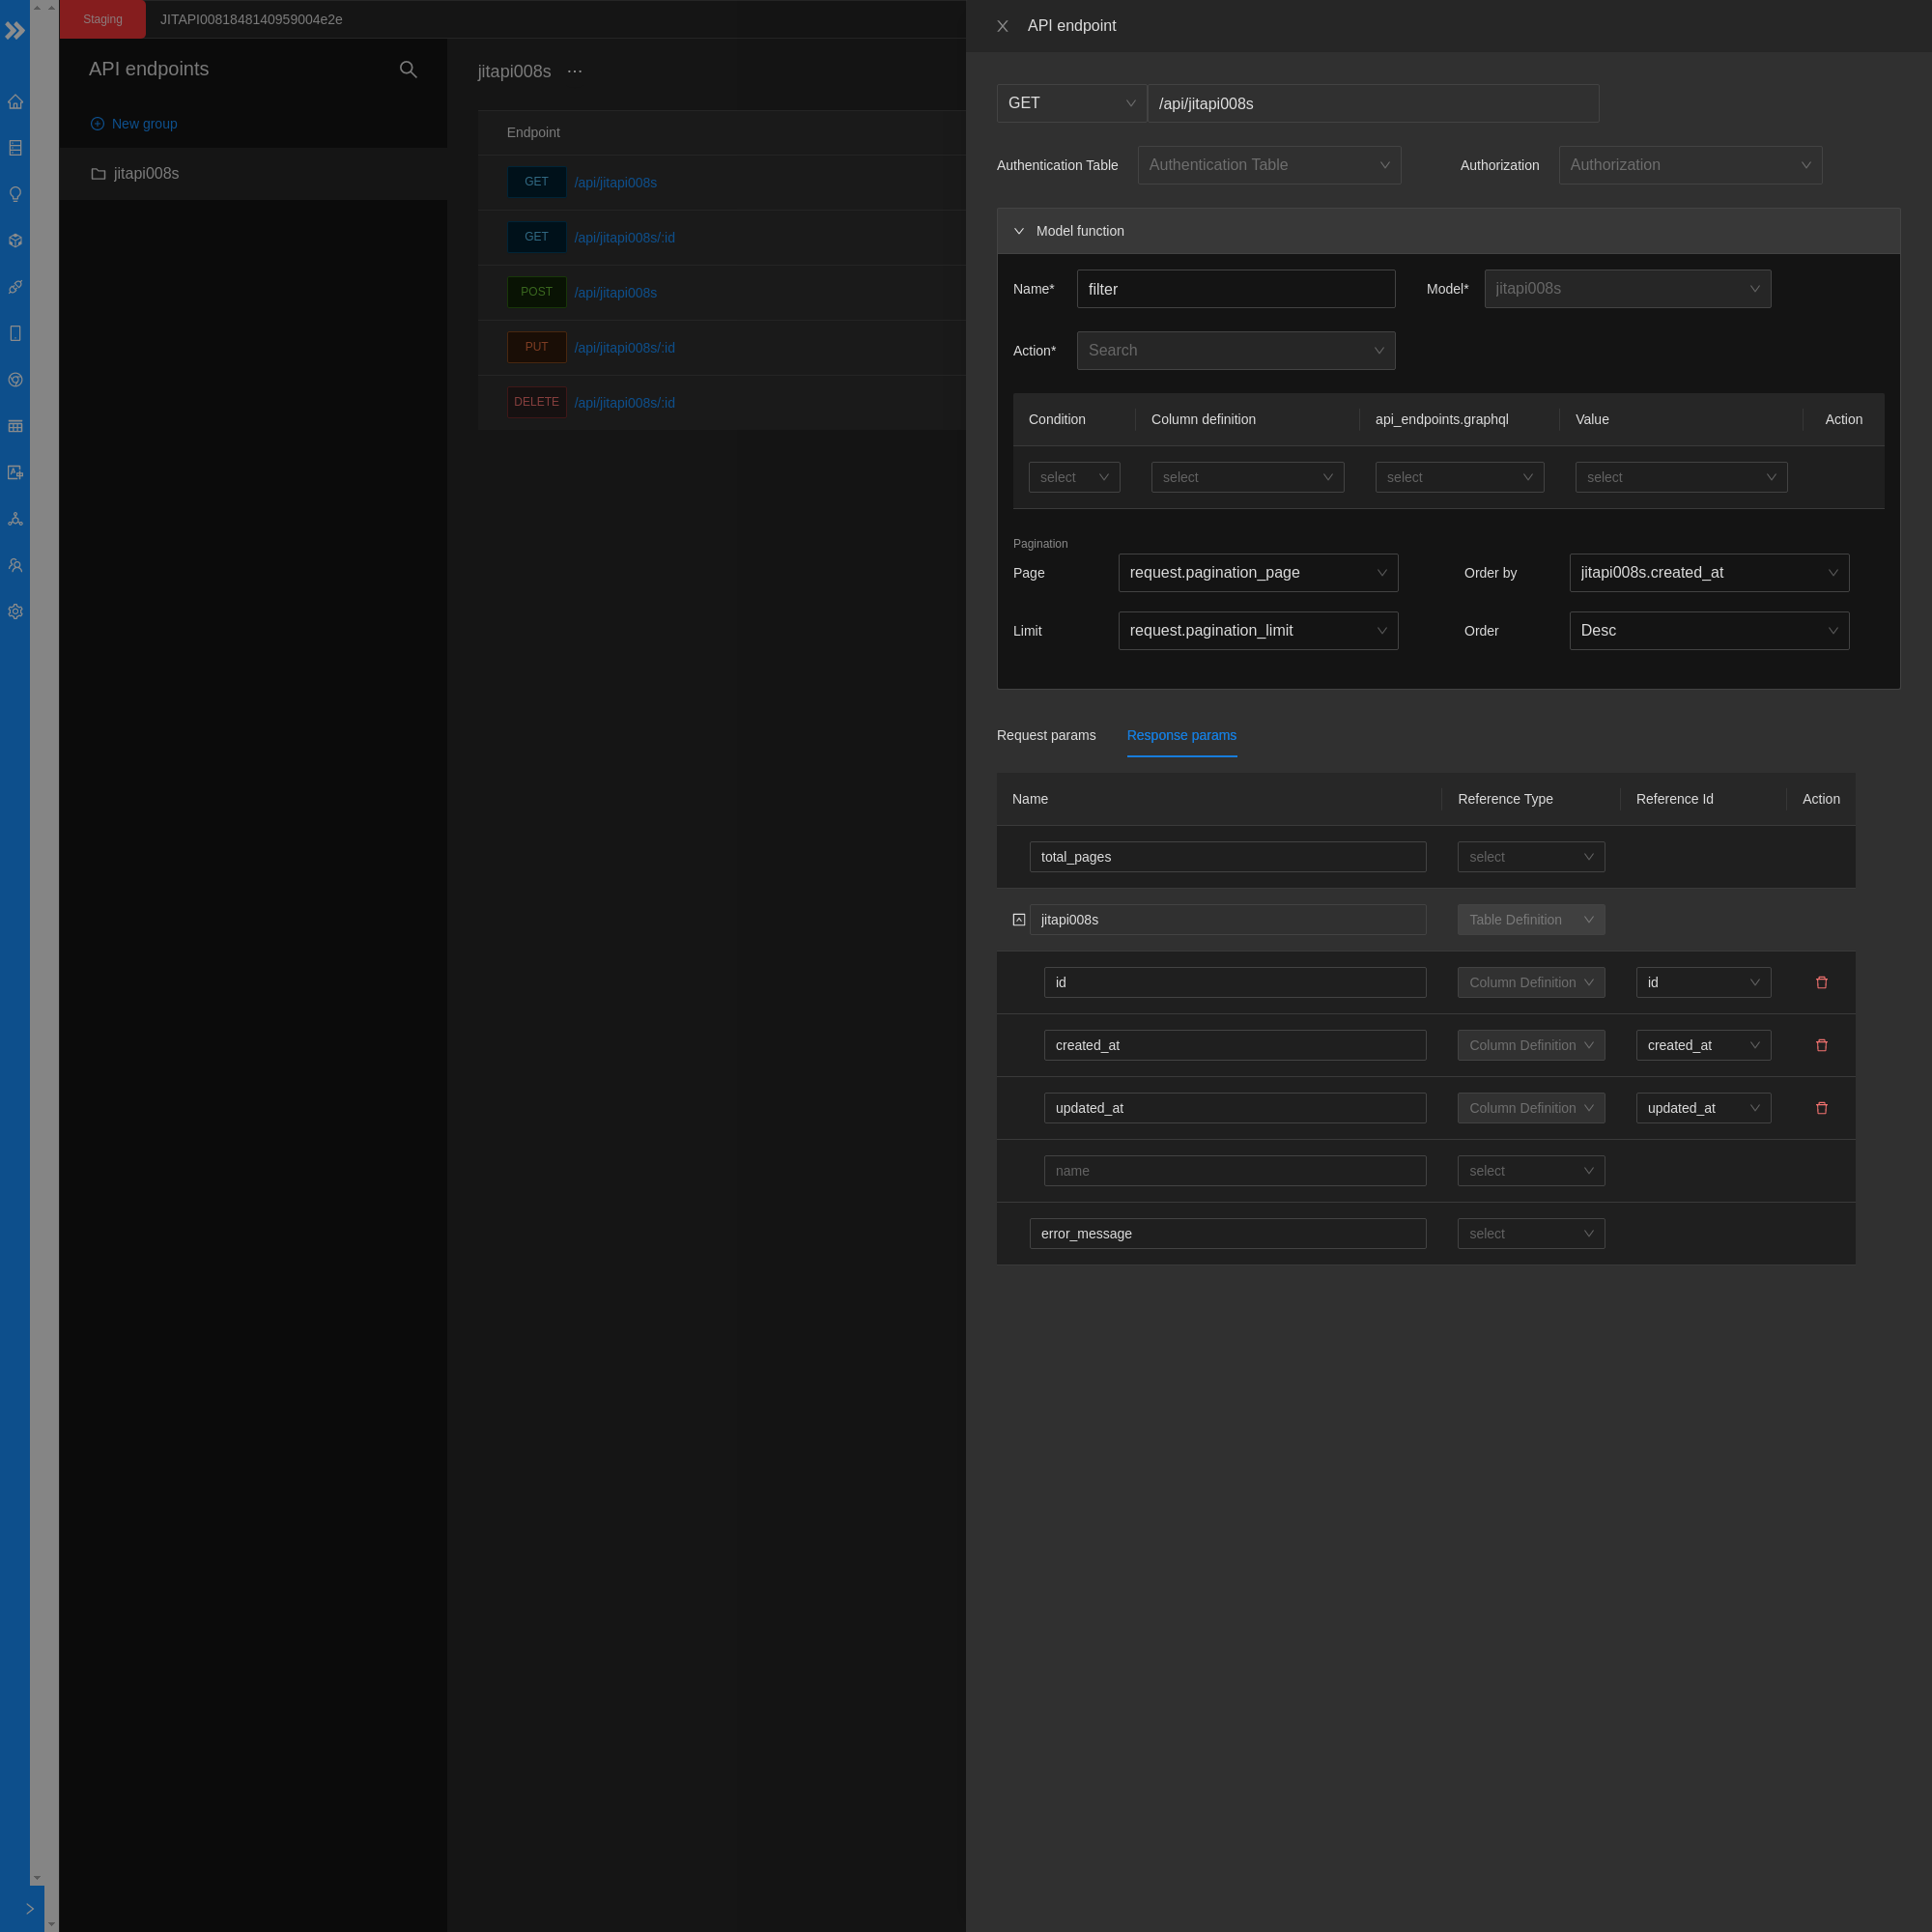 Staging
JITAPI0081848140959004e2e
API endpoints
New group
jitapi008s
jitapi008s ···
Endpoint
GET /api/jitapi008s
GET /api/jitapi008s/:id
POST /api/jitapi008s
PUT /api/jitapi008s/:id
DELETE /api/jitapi008s/:id
API endpoint
GET /api/jitapi008s
Authentication Table Authentication Table Authorization Authorization
Model function
Name* filter Model* jitapi008s
Action* Search
Condition Column definition api_endpoints.graphql Value Action
select select select select
Pagination
Page request.pagination_page Order by jitapi008s.created_at
Limit request.pagination_limit Order Desc
Request params Response params
Name Reference Type Reference Id Action
total_pages select
jitapi008s Table Definition
id Column Definition id
created_at Column Definition created_at
updated_at Column Definition updated_at
name select
error_message select